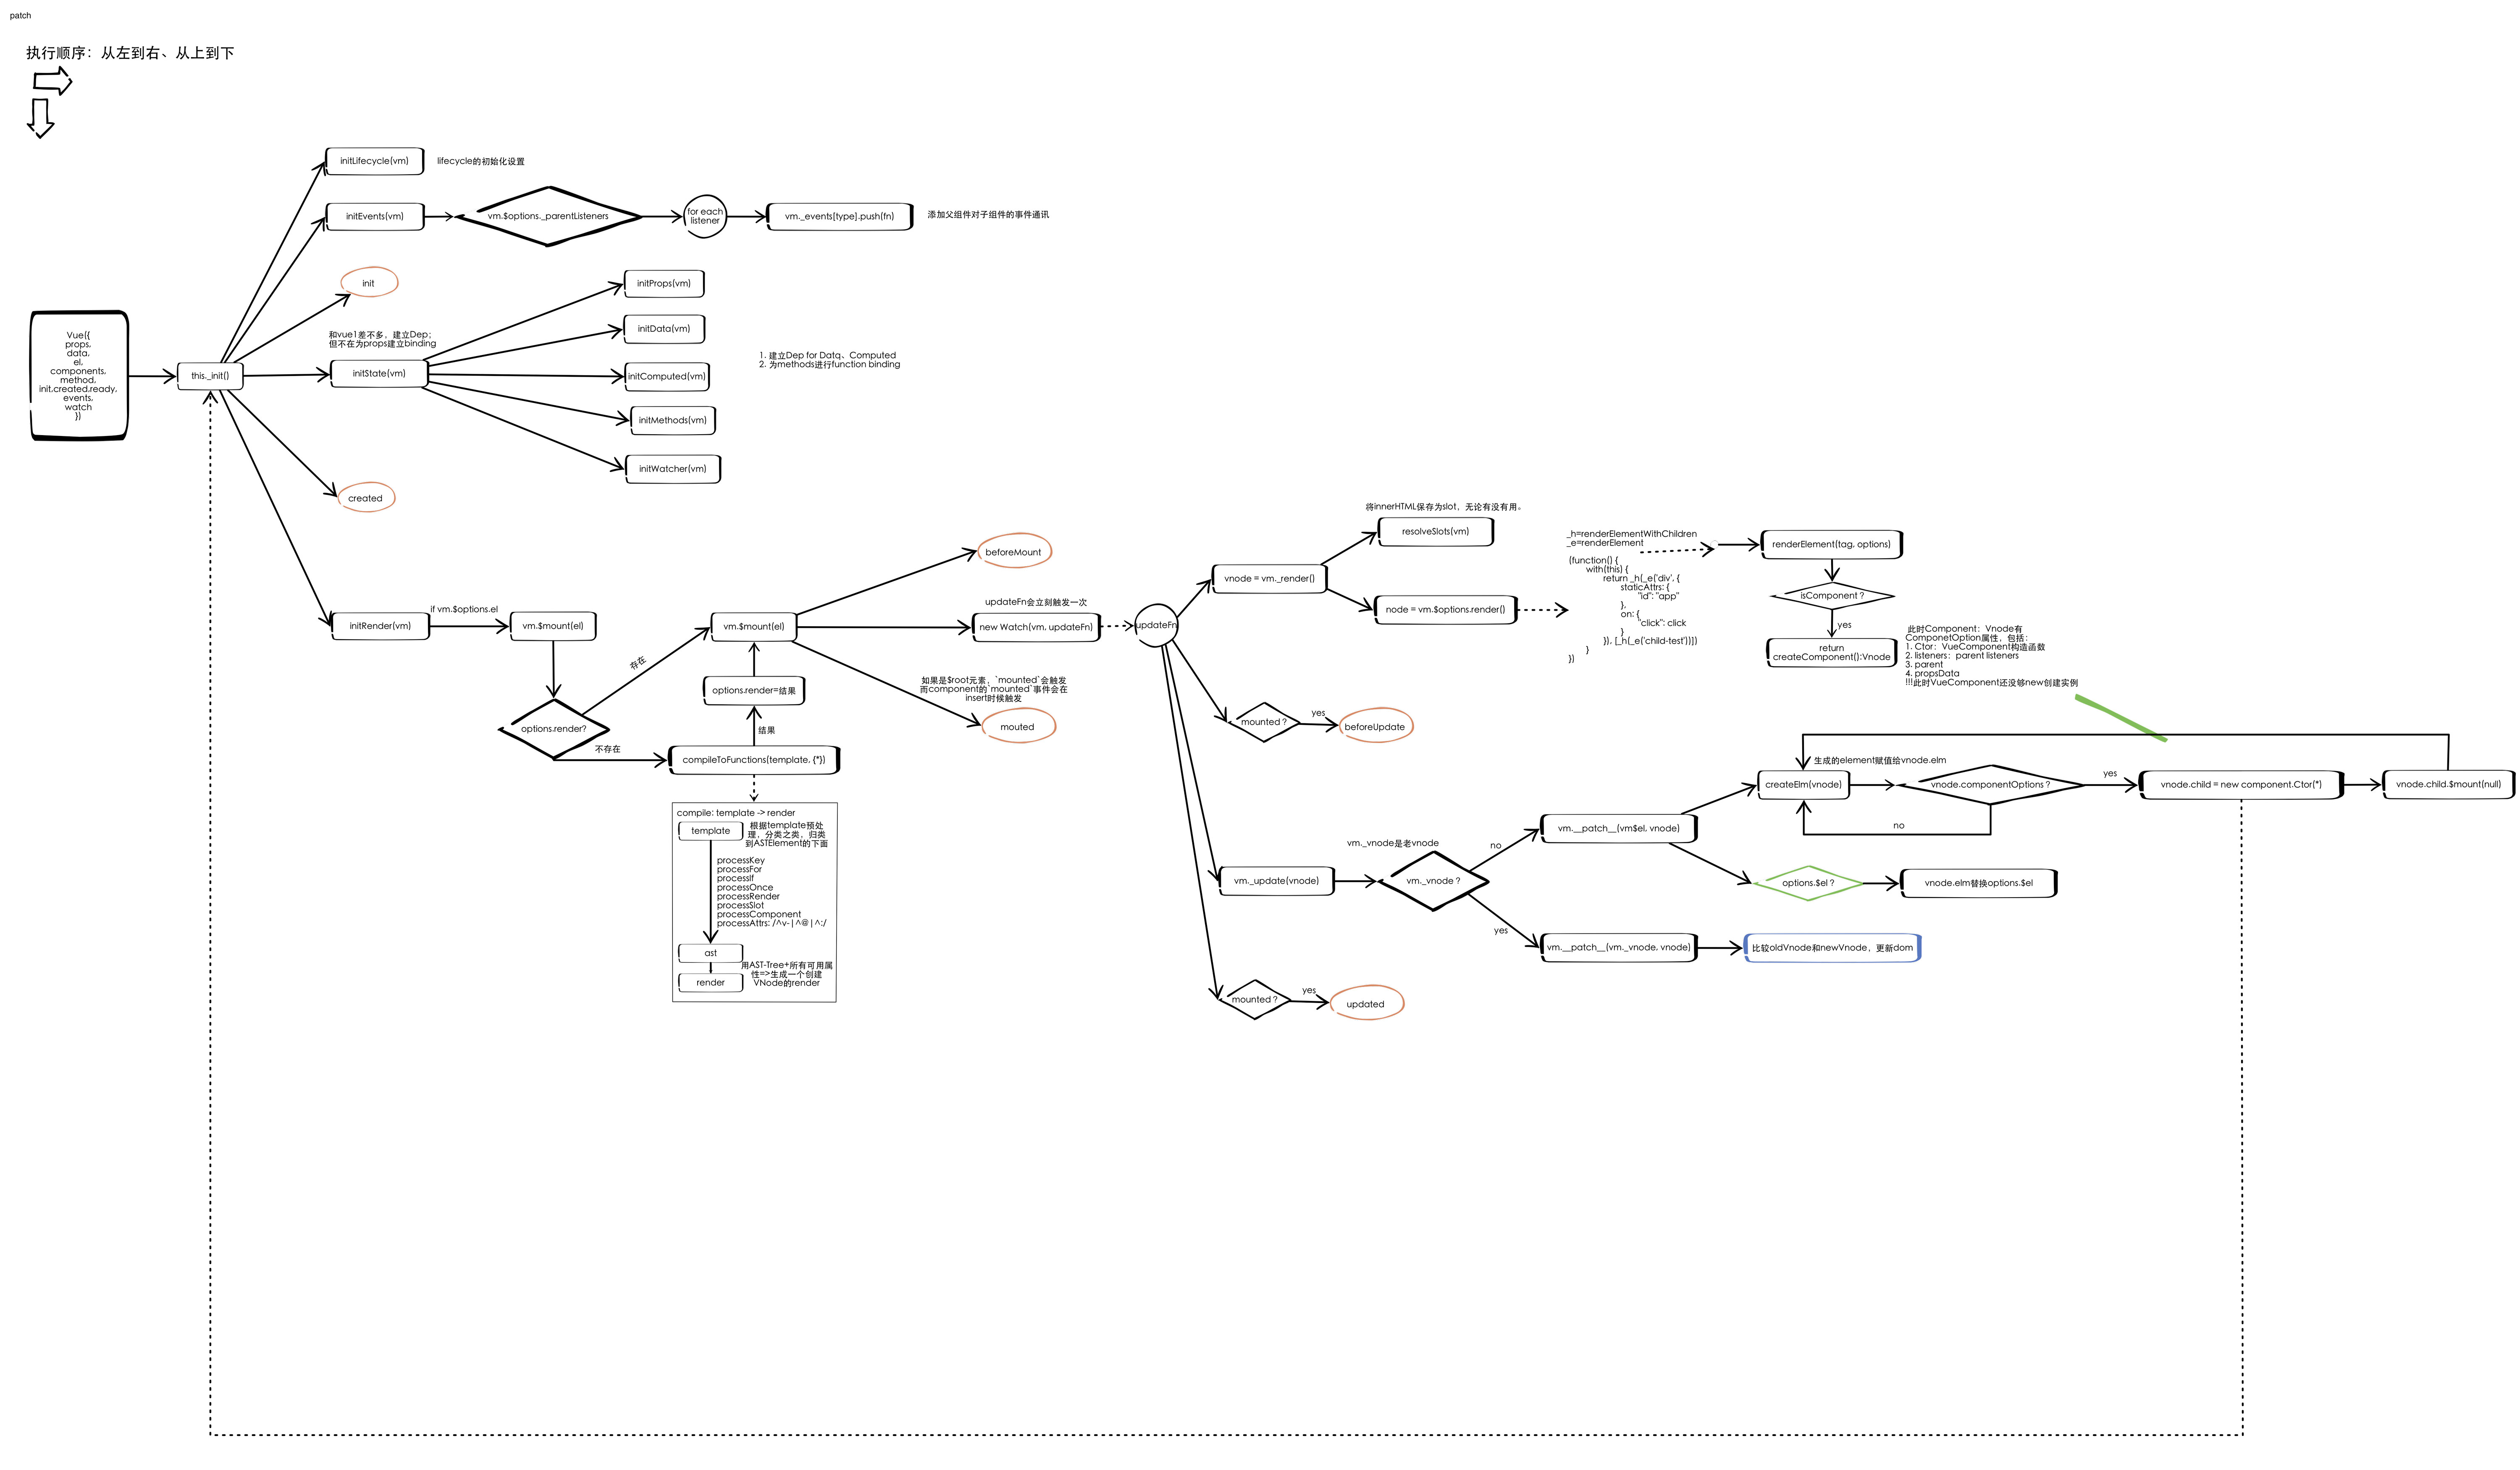 patch
执行顺序：从左到右、从上到下
initLifecycle(vm)
lifecycle的初始化设置
initEvents(vm)
vm.$options._parentListeners
for each
listener
vm._events[type].push(fn)
添加父组件对子组件的事件通讯
init
Vue({
props,
data,
el,
components,
method,
init,created,ready,
events,
watch
})
this._init()
和vue1差不多，建立Dep；
但不在为props建立binding
initState(vm)
initProps(vm)
initData(vm)
initComputed(vm)
initMethods(vm)
initWatcher(vm)
1. 建立Dep for Datq、Computed
2. 为methods进行function binding
created
initRender(vm)
if vm.$options.el
vm.$mount(el)
options.render?
存在
不存在
vm.$mount(el)
options.render=结果
结果
compileToFunctions(template, {*})
compile: template -> render
template
根据template预处
理，分类之类，归类
到ASTElement的下面
processKey
processFor
processIf
processOnce
processRender
processSlot
processComponent
processAttrs: /^v-|^@|^:/
ast
用AST-Tree+所有可用属
性=>生成一个创建
VNode的render
render
beforeMount
updateFn会立刻触发一次
new Watch(vm, updateFn)
如果是$root元素，`mounted`会触发
而component的`mounted`事件会在
insert时候触发
mouted
updateFn
vnode = vm._render()
将innerHTML保存为slot，无论有没有用。
resolveSlots(vm)
node = vm.$options.render()
_h=renderElementWithChildren
_e=renderElement
(function() {
with(this) {
return _h(_e('div', {
staticAttrs: {
"id": "app"
},
on: {
"click": click
}
}), [_h(_e('child-test'))])
}
})
renderElement(tag, options)
isComponent？
yes
return
createComponent():Vnode
此时Component：Vnode有
ComponetOption属性，包括：
1. Ctor：VueComponent构造函数
2. listeners：parent listeners
3. parent
4. propsData
!!!此时VueComponent还没够new创建实例
mounted？
yes
beforeUpdate
vm._update(vnode)
vm._vnode是老vnode
vm._vnode？
no
vm.__patch__(vm$el, vnode)
createElm(vnode)
生成的element赋值给vnode.elm
vnode.componentOptions？
yes
no
vnode.child = new component.Ctor(*)
vnode.child.$mount(null)
options.$el？
vnode.elm替换options.$el
yes
vm.__patch__(vm._vnode, vnode)
比较oldVnode和newVnode，更新dom
mounted？
yes
updated